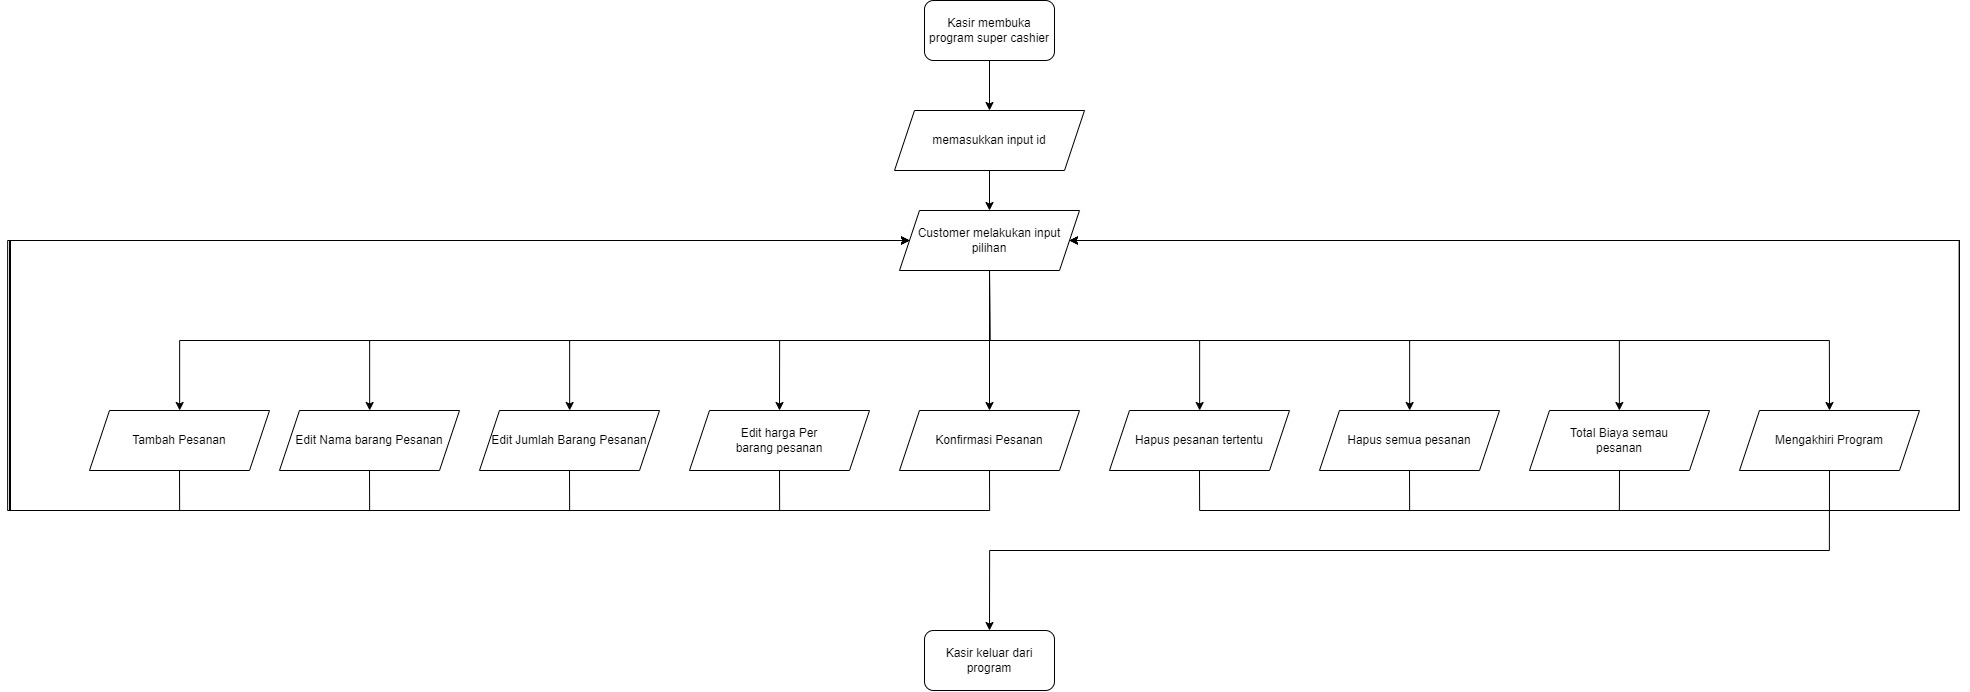 Kasir membuka
program super cashier
memasukkan input id
Customer melakukan input
pilihan
Tambah Pesanan
Edit Nama barang Pesanan
Edit Jumlah Barang Pesanan
Edit harga Per
barang pesanan
Konfirmasi Pesanan
Hapus pesanan tertentu
Hapus semua pesanan
Total Biaya semau
pesanan
Mengakhiri Program
Kasir keluar dari
program